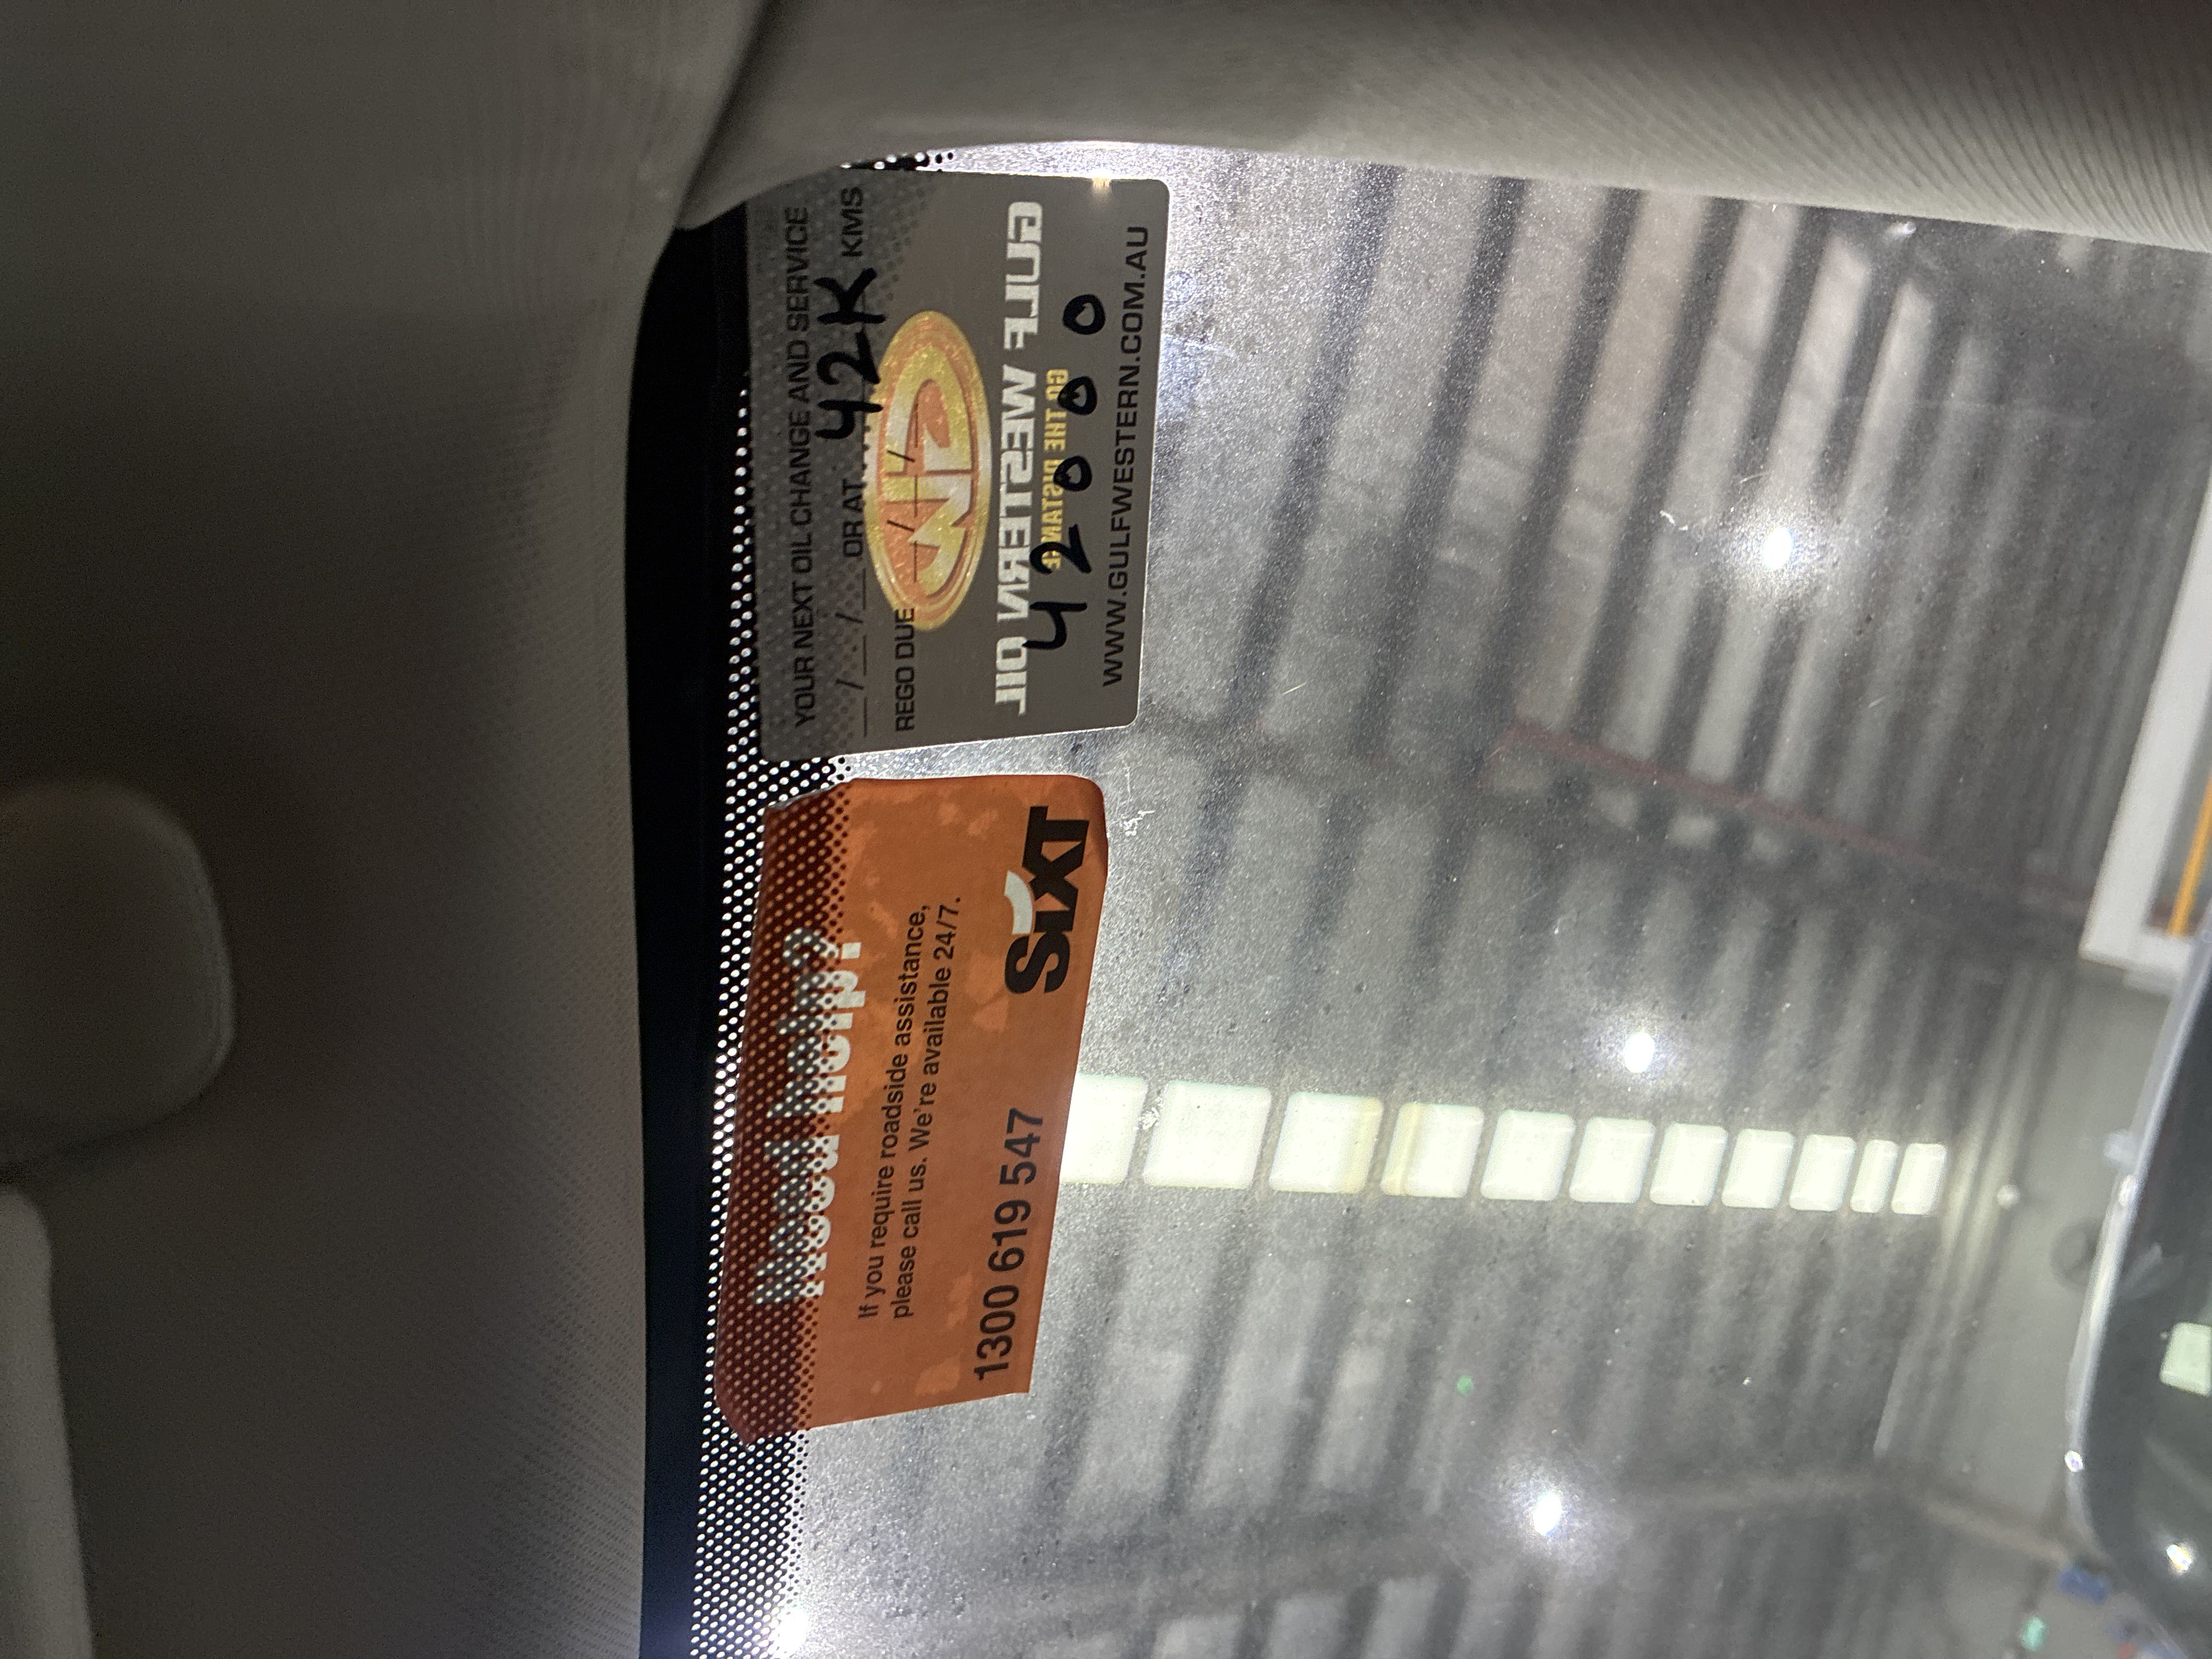 YOUR NEXT OIL CHANGE AND SERVICE
__/__/__ OR AT 42K KMS
REGO DUE __/__/__
GULF WESTERN OIL
GO THE DISTANCE
42000
WWW.GULFWESTERN.COM.AU
Need help?
If you require roadside assistance,
please call us. We're available 24/7.
1300 619 547
SIXT